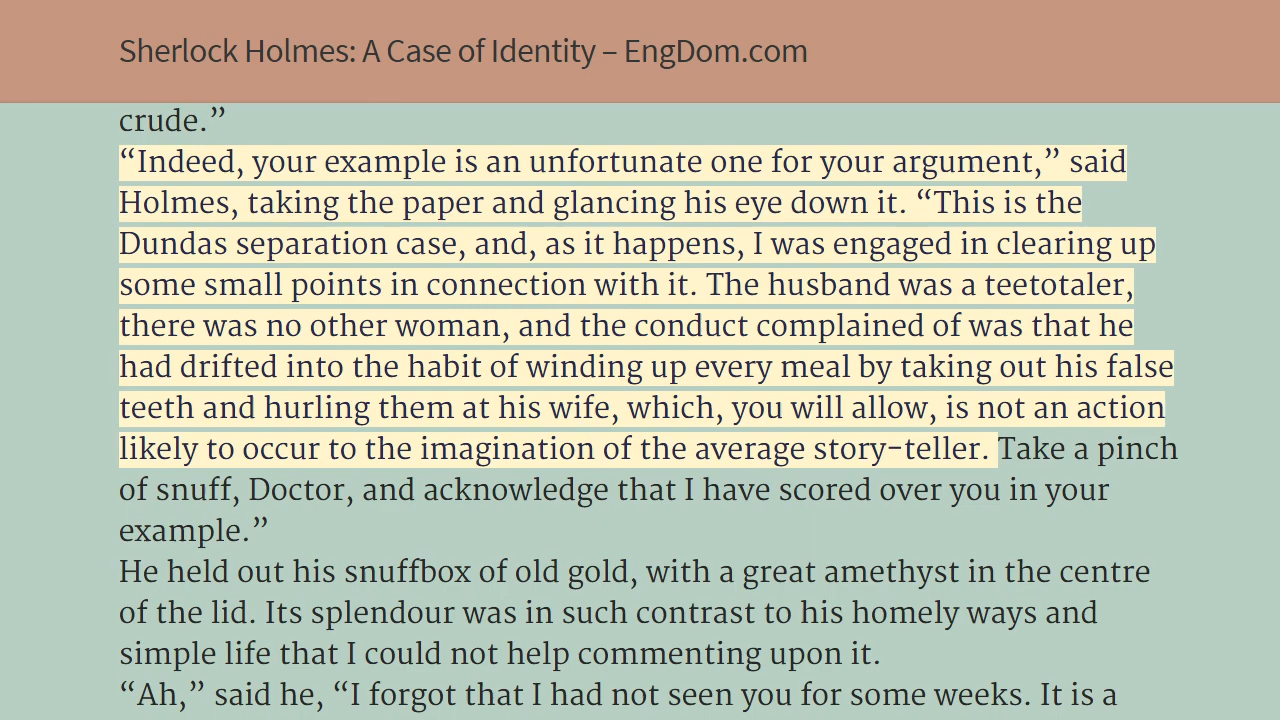 Sherlock Holmes: A Case of Identity – EngDom.com
crude.”
“Indeed, your example is an unfortunate one for your argument,” said
Holmes, taking the paper and glancing his eye down it. “This is the
Dundas separation case, and, as it happens, I was engaged in clearing up
some small points in connection with it. The husband was a teetotaler,
there was no other woman, and the conduct complained of was that he
had drifted into the habit of winding up every meal by taking out his false
teeth and hurling them at his wife, which, you will allow, is not an action
likely to occur to the imagination of the average story-teller. Take a pinch
of snuff, Doctor, and acknowledge that I have scored over you in your
example.”
He held out his snuffbox of old gold, with a great amethyst in the centre
of the lid. Its splendour was in such contrast to his homely ways and
simple life that I could not help commenting upon it.
“Ah,” said he, “I forgot that I had not seen you for some weeks. It is a